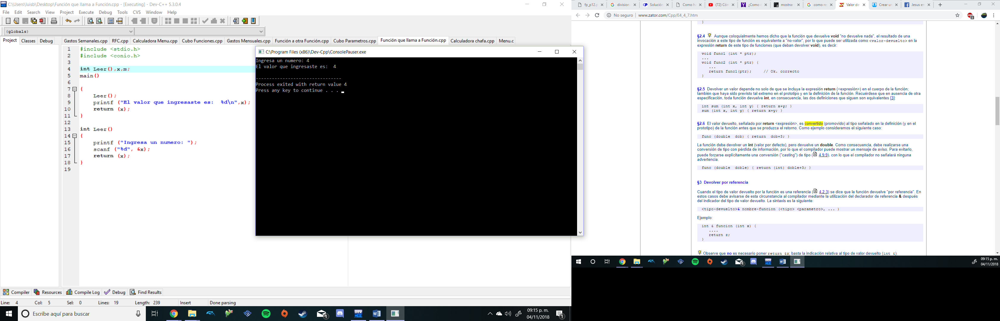 C:\Users\luisb\Desktop\Función que llama a Función.cpp - [Executing] - Dev-C++ 5.3.0.4
File Edit Search View Project Execute Debug Tools CVS Window Help
(globals)
Project Classes Debug
Gastos Semanales.cpp RFC.cpp Calculadora Menu.cpp Cubo Funciones.cpp Gastos Mensuales.cpp Función a otra Función.cpp Cubo Parametros.cpp Función que llama a Función.cpp Calculadora chafa.cpp Menu.c
1 #include <stdio.h>
2 #include <conio.h>
3
4 int Leer(),x,m;
5 main()
6
7 {
8 Leer();
9 printf ("El valor que ingresaste es:  %d\n",x);
10 return (x);
11 }
12
13 int Leer()
14 {
15 printf ("Ingresa un numero: ");
16 scanf ("%d", &x);
17 return (x);
18 }
19
C:\Program Files (x86)\Dev-Cpp\ConsolePauser.exe
Ingresa un numero: 4
El valor que ingresaste es:  4
--------------------------------
Process exited with return value 4
Press any key to continue . . .
Compiler Resources Compile Log Debug Find Results
Line: 4 Col: 5 Sel: 0 Lines: 19 Length: 239 Insert Done parsing
Escribe aquí para buscar
DEV
1
09:15 p. m.
04/11/2018
1
fp_p12.p division Solución Como ha (72) Cón ¿Como c mostrar como re Valor de Crear un Jesus en
No seguro | www.zator.com/Cpp/E4_4_7.htm
3
}
§2.4 Aunque coloquialmente hemos dicho que la función que devuelve void "no devuelve nada", el resultado de una
invocación a este tipo de función es equivalente a "no-valor", por lo que puede ser utilizada como <valor-devuelto> en la
expresión return de este tipo de funciones (que deban devolver void), es decir:
void func1 (int * ptr);
...
void func2 (int * ptr) {
...
return func1(ptr); // Ok. correcto
}
§2.5 Devolver un valor depende no solo de que se incluya la expresión return (<expresión>) en el cuerpo de la función;
también que haya sido previsto tal extremo en el prototipo y en la definición de la función. Recuérdese que en ausencia de otra
especificación, toda función devuelve int, en consecuencia, las dos definiciones que siguen son equivalentes [3]:
int sum (int x, int y) { return x+y; }
sum (int x, int y) { return x+y; }
§2.6 El valor devuelto, señalado por return <expresión>, es convertido (promovido) al tipo señalado en la definición (y en el
prototipo) de la función antes que se produzca el retorno. Como ejemplo consideremos el siguiente caso:
func (double dob) { return dob+3; }
La función debe devolver un int (valor por defecto), pero devuelve un double. Como consecuencia, debe realizarse una
conversión de tipo con pérdida de información, por lo que el compilador puede mostrar un mensaje de aviso. Para evitarlo,
puede forzarse explícitamente una conversión ("casting") de tipo ( 4.9.9), con lo que el compilador no señalará ninguna
advertencia.
func (double doble) { return (int) doble+3; }
§3 Devolver por referencia
Cuando el tipo de valor devuelto por la función es una referencia ( 4.2.3) se dice que la función devuelve "por referencia". En
estos casos debe avisarse de esta circunstancia al compilador mediante la utilización del declarador de referencia & después
del indicador del tipo de valor devuelto. La sintaxis es la siguiente:
<tipo-devuelto>& nombre-funcion (<tipo> <parametro>, ... )
Ejemplo:
int & funcion (int x) {
....
return z;
}
Observe que no es necesario poner return &z; basta la indicación relativa al tipo de valor devuelto (int &).
DEV
1
09:15 p. m.
04/11/2018